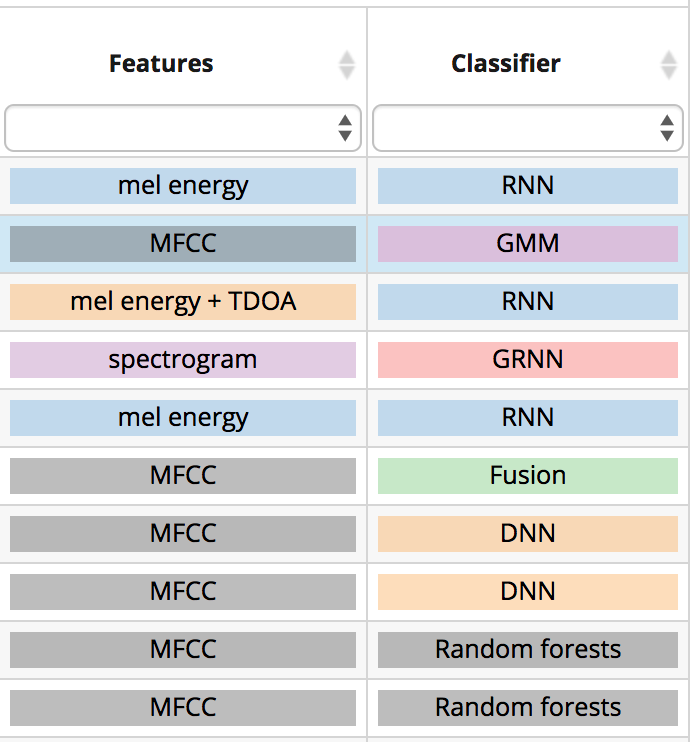 Features Classifier
mel energy RNN
MFCC GMM
mel energy + TDOA RNN
spectrogram GRNN
mel energy RNN
MFCC Fusion
MFCC DNN
MFCC DNN
MFCC Random forests
MFCC Random forests